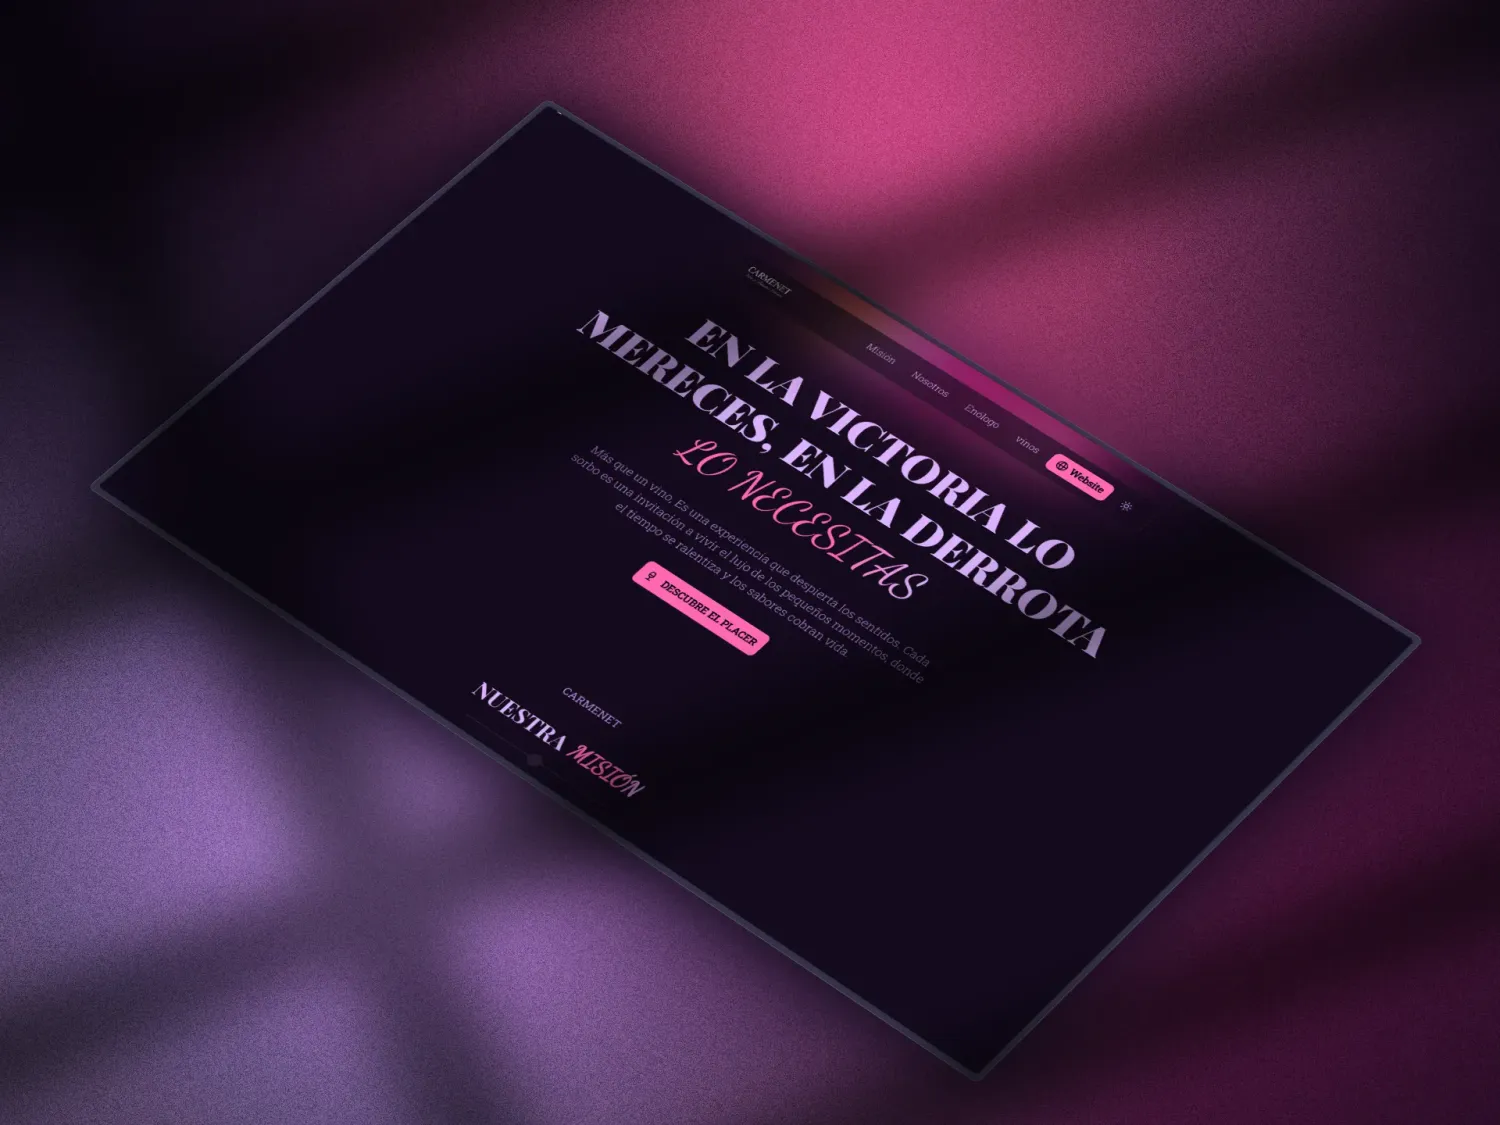 CARMENET
Misión
Nosotros
Enólogo
vinos
Website
EN LA VICTORIA LO
MERECES, EN LA DERROTA
LO NECESITAS
Más que un vino. Es una experiencia que despierta los sentidos. Cada
sorbo es una invitación a vivir el lujo de los pequeños momentos, donde
el tiempo se ralentiza y los sabores cobran vida.
DESCUBRE EL PLACER
CARMENET
NUESTRA MISIÓN